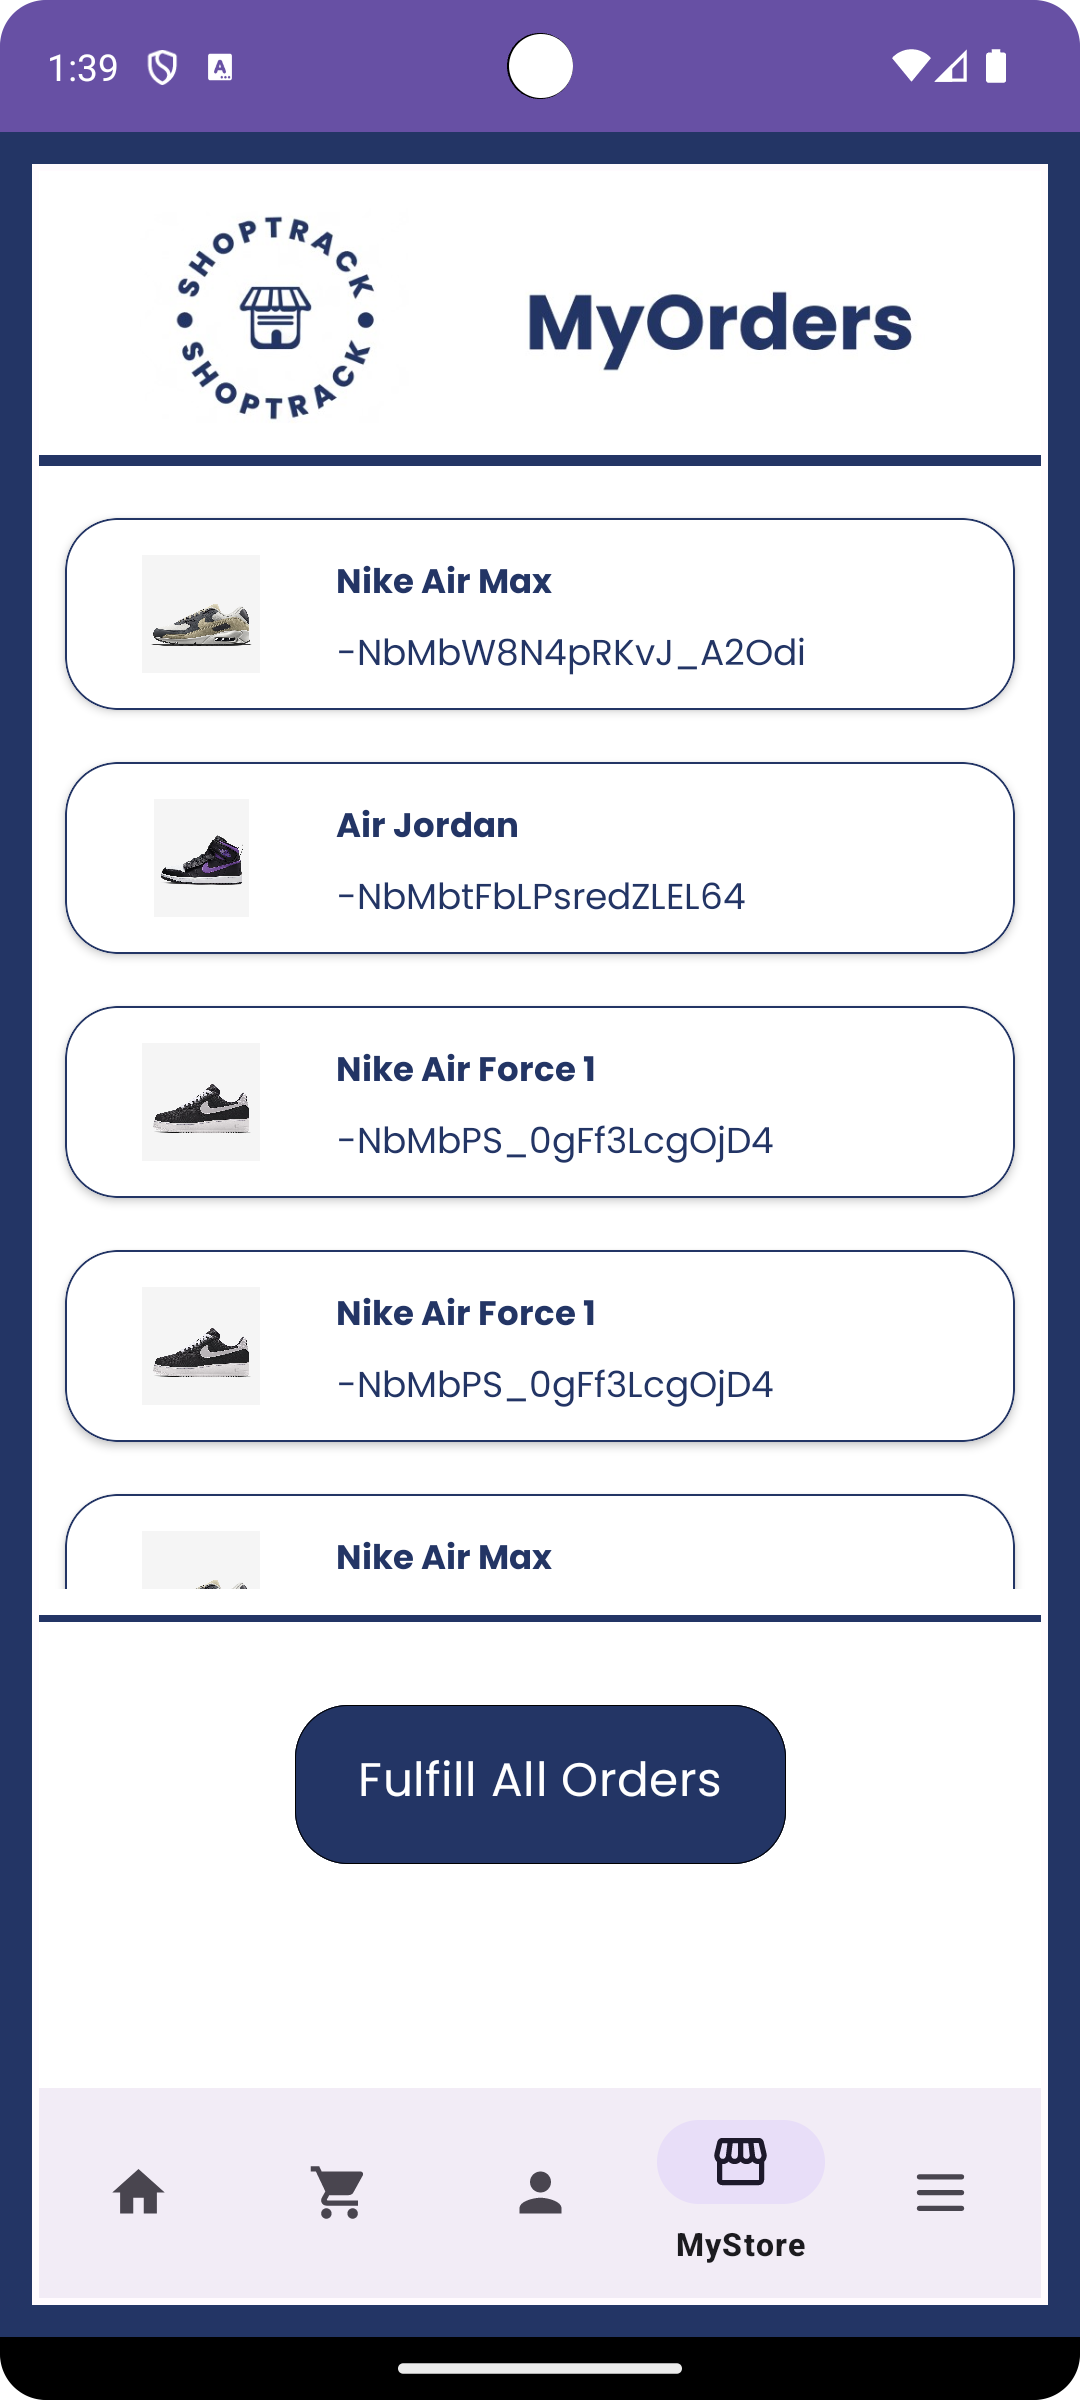 1:39
SHOPTRACK
SHOPTRACK
MyOrders
Nike Air Max
-NbMbW8N4pRKvJ_A2Odi
Air Jordan
-NbMbtFbLPsredZLEL64
Nike Air Force 1
-NbMbPS_0gFf3LcgOjD4
Nike Air Force 1
-NbMbPS_0gFf3LcgOjD4
Nike Air Max
Fulfill All Orders
MyStore